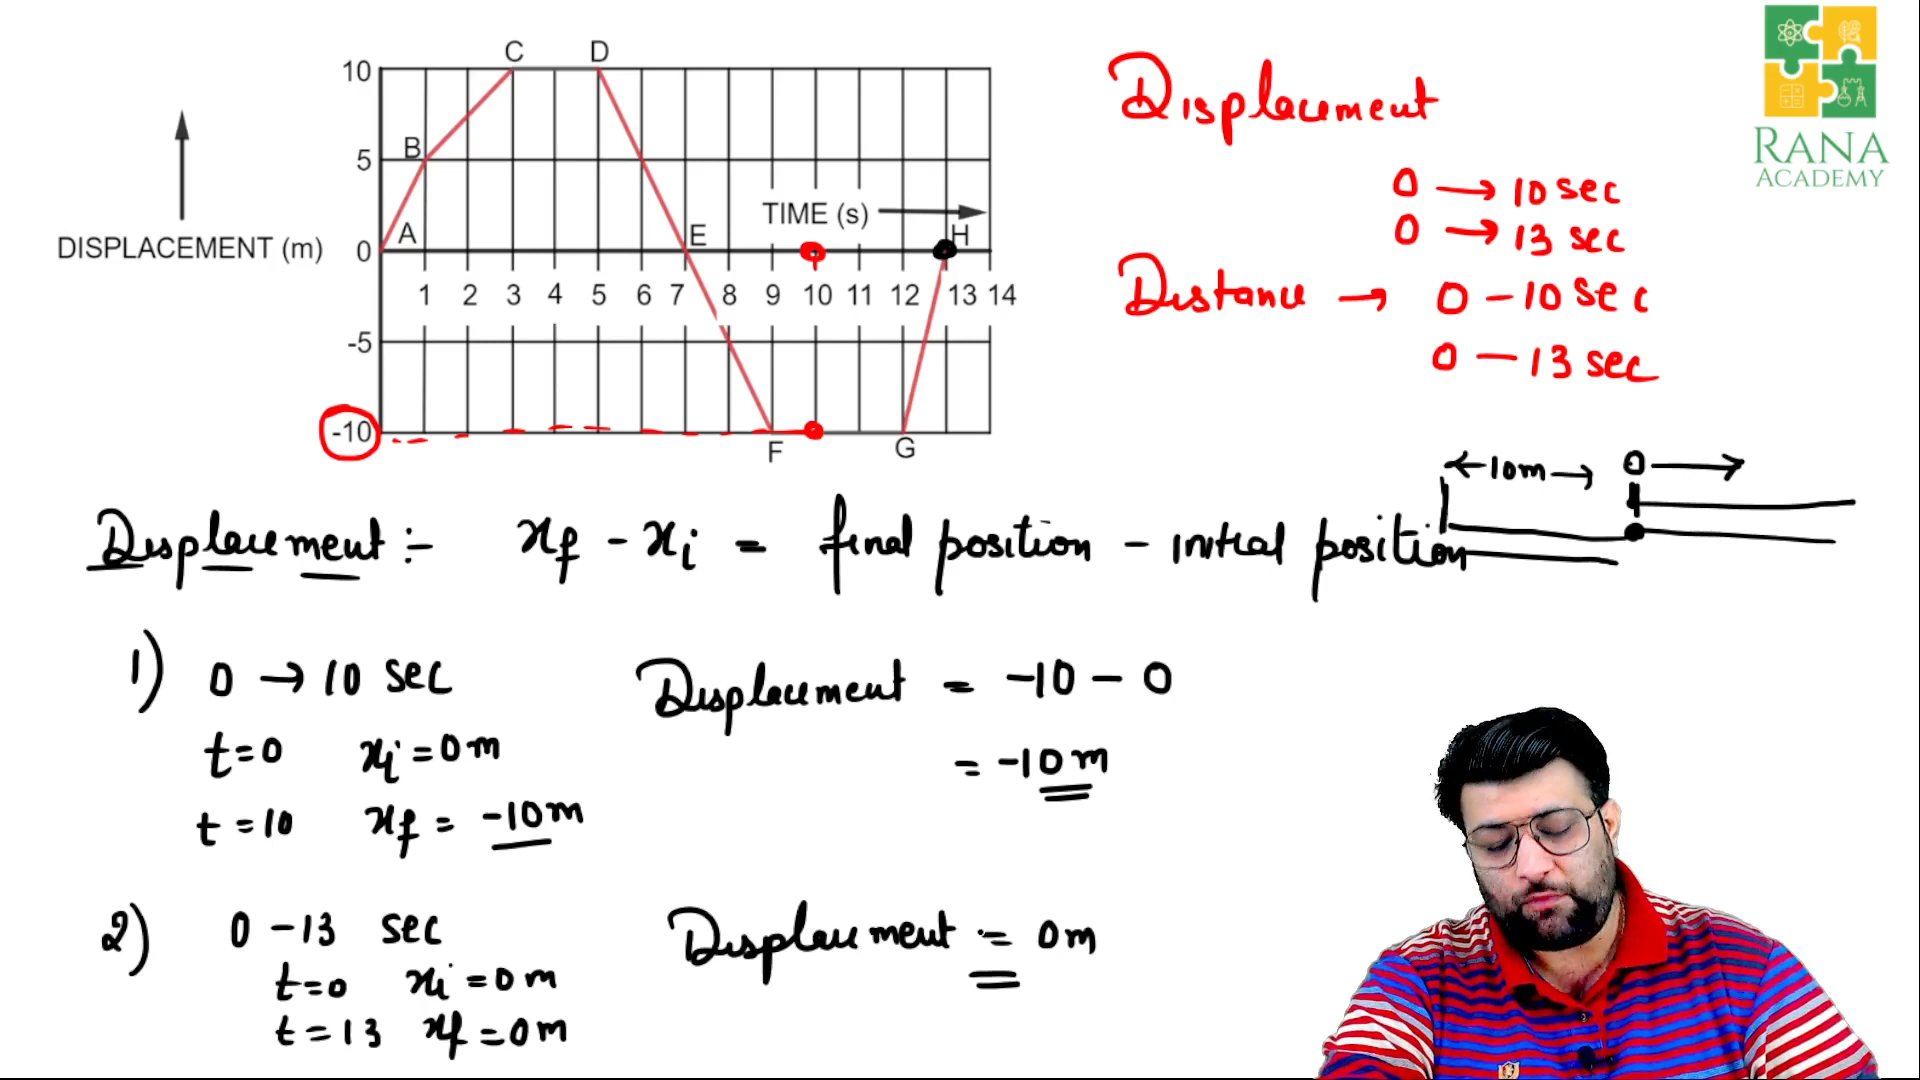 C D
10
B
5
TIME (s)
A E H
DISPLACEMENT (m) 0
1 2 3 4 5 6 7 8 9 10 11 12 13 14
-5
-10
F G
Displacement
0 → 10 sec
0 → 13 sec
Distance → 0 – 10 sec
0 – 13 sec
RANA
ACADEMY
←10m→ 0 →
Displacement :- xf - xi = final position - initial position
1) 0 → 10 sec Displacement = -10 - 0
t=0 xi = 0m = -10m
t=10 xf = -10m
2) 0 - 13 sec Displacement = 0m
t=0 xi = 0m
t=13 xf = 0m